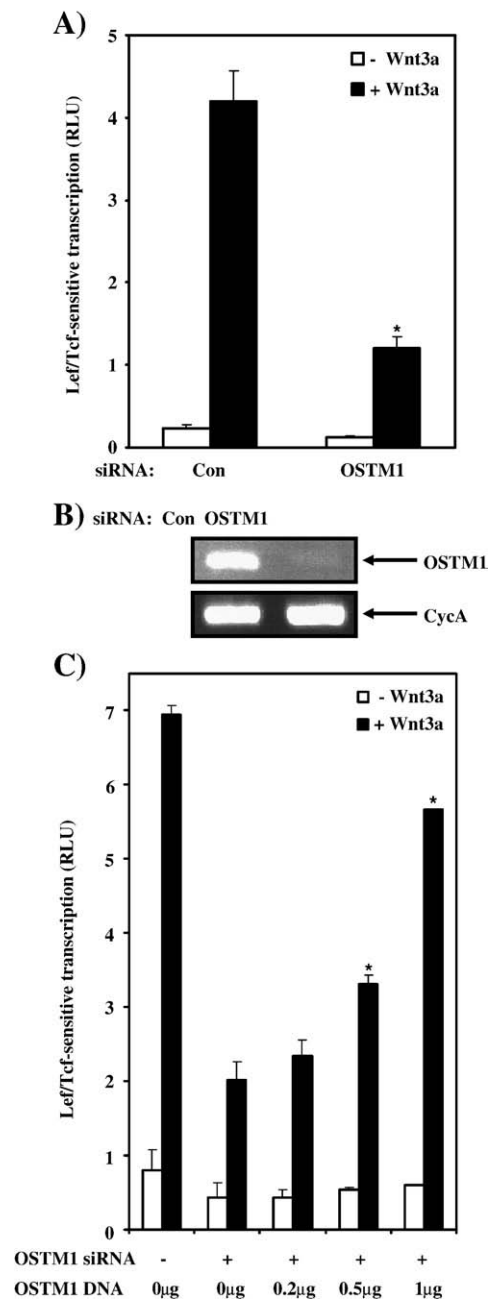 A)
Lef/Tcf-sensitive transcription (RLU)
5
4
3
2
1
0
- Wnt3a
+ Wnt3a
*
siRNA: Con OSTM1
B) siRNA: Con OSTM1
OSTM1
CycA
C)
Lef/Tcf-sensitive transcription (RLU)
7
6
5
4
3
2
1
0
- Wnt3a
+ Wnt3a
*
*
OSTM1 siRNA - + + + +
OSTM1 DNA 0µg 0µg 0.2µg 0.5µg 1µg